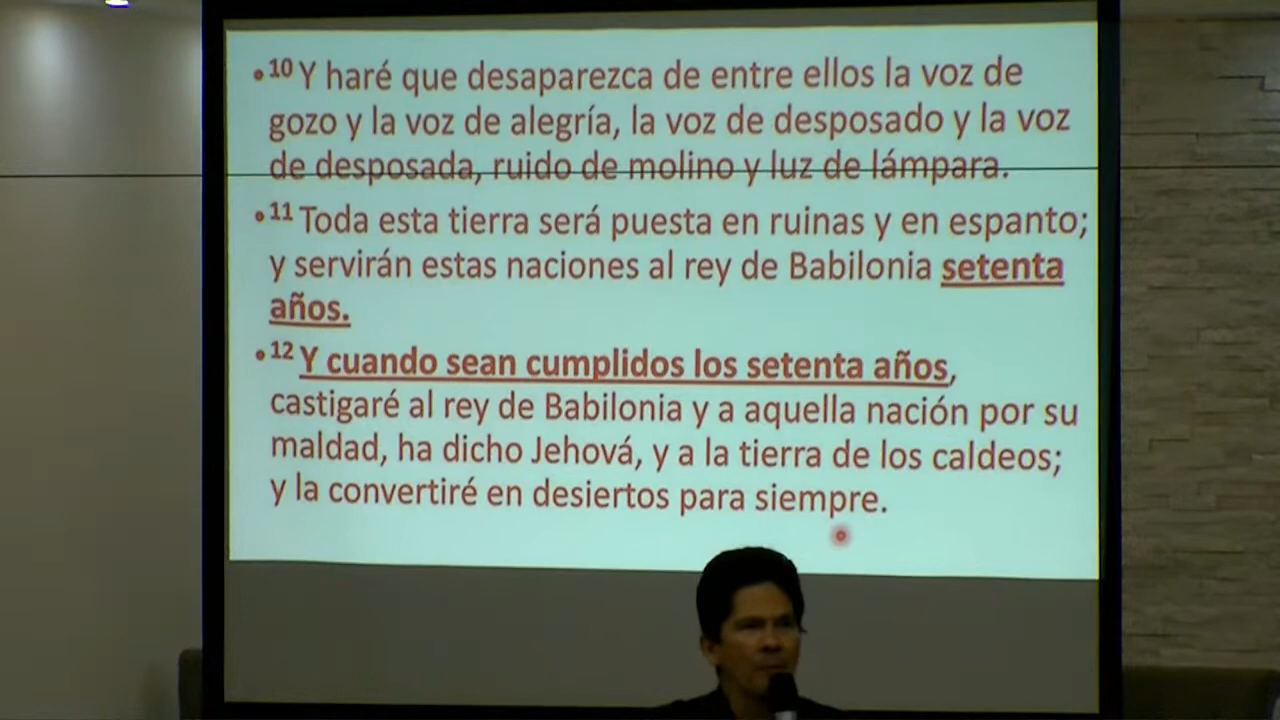 •10 Y haré que desaparezca de entre ellos la voz de
gozo y la voz de alegría, la voz de desposado y la voz
de desposada, ruido de molino y luz de lámpara.
•11 Toda esta tierra será puesta en ruinas y en espanto;
y servirán estas naciones al rey de Babilonia setenta
años.
•12 Y cuando sean cumplidos los setenta años,
castigaré al rey de Babilonia y a aquella nación por su
maldad, ha dicho Jehová, y a la tierra de los caldeos;
y la convertiré en desiertos para siempre.